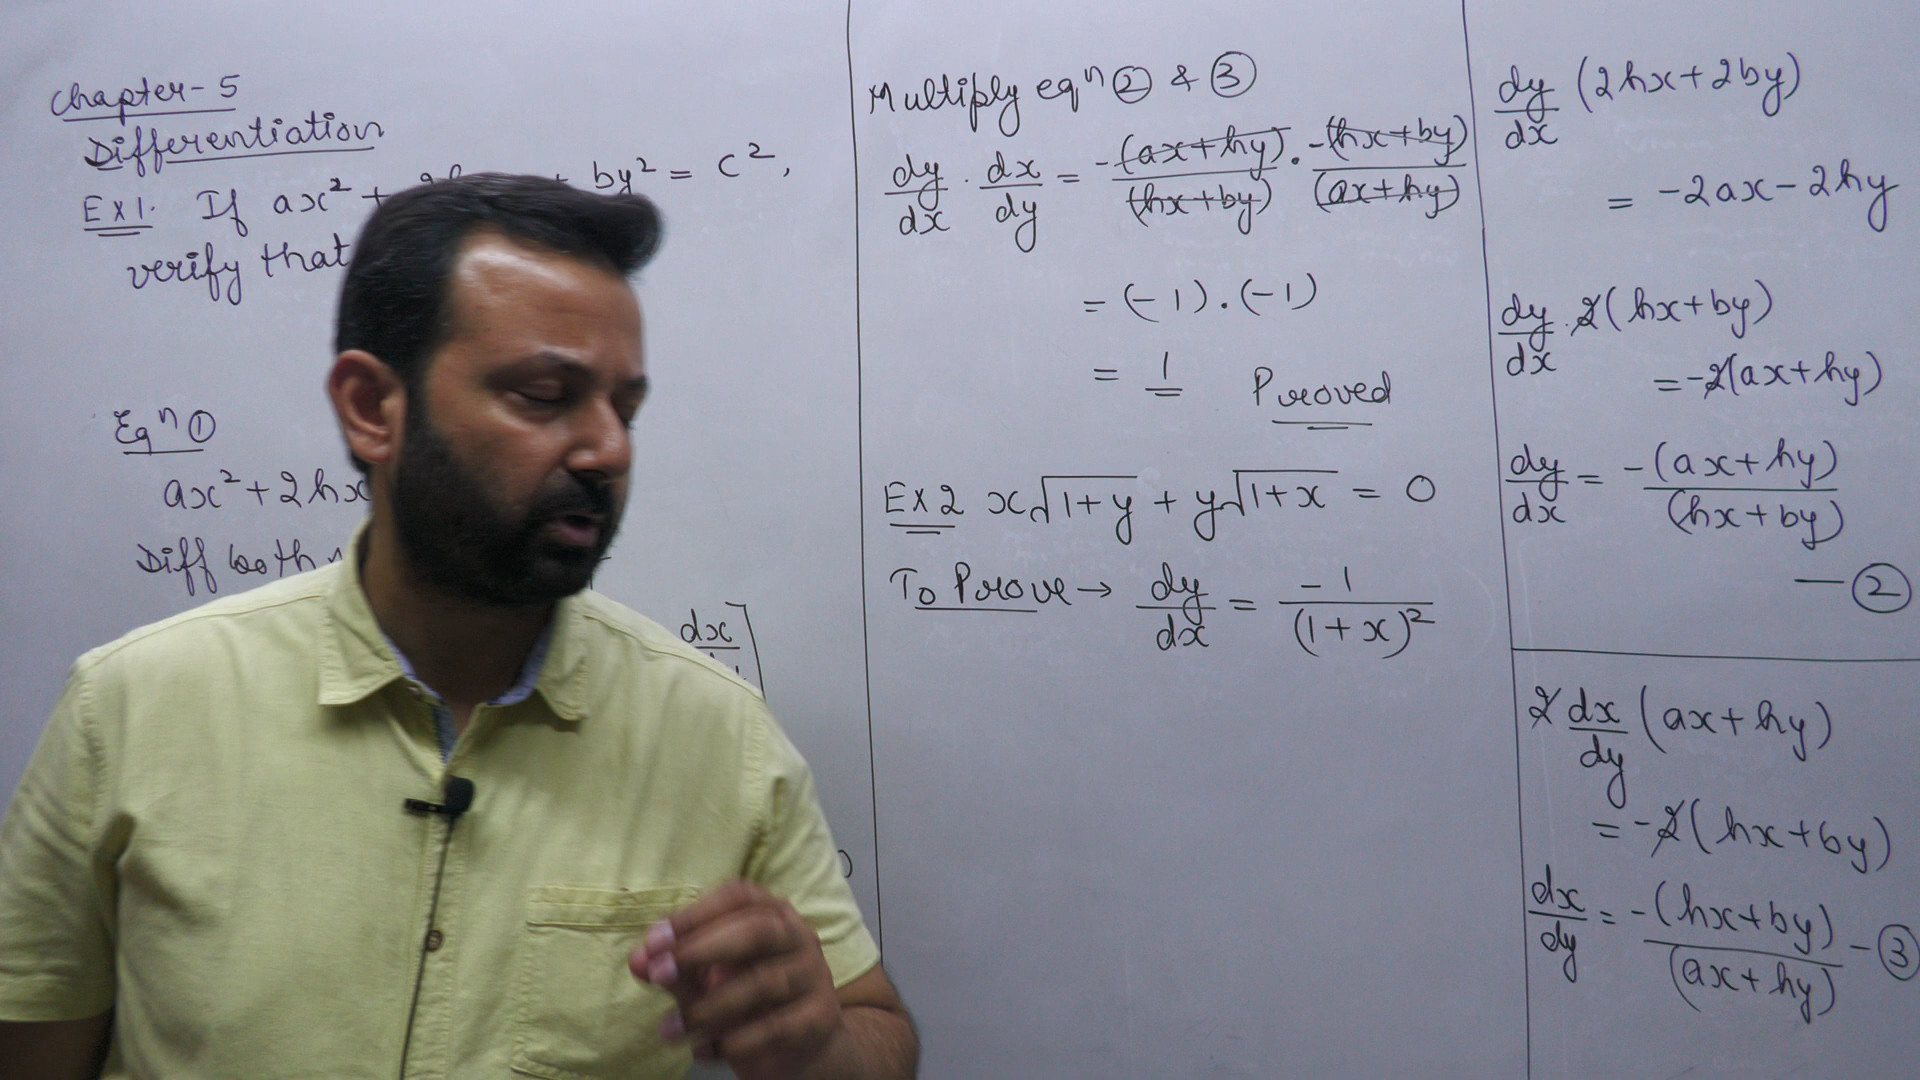 Chapter-5
Differentiation
Ex1. If ax² + by² = c²,
verify that
Eqⁿ ①
ax² + 2hx
Diff both
dx
Multiply eqⁿ ② & ③
dy/dx . dx/dy = -(ax+hy)/(hx+by) . -(hx+by)/(ax+hy)
= (-1).(-1)
= 1 Proved
Ex2 x√1+y + y√1+x = 0
To Prove → dy/dx = -1/(1+x)²
dy/dx (2hx+2by)
= -2ax-2hy
dy/dx . 2(hx+by)
= -2(ax+hy)
dy/dx = -(ax+hy)/(hx+by)
— ②
2 dx/dy (ax+hy)
= -2(hx+by)
dx/dy = -(hx+by)/(ax+hy) - ③